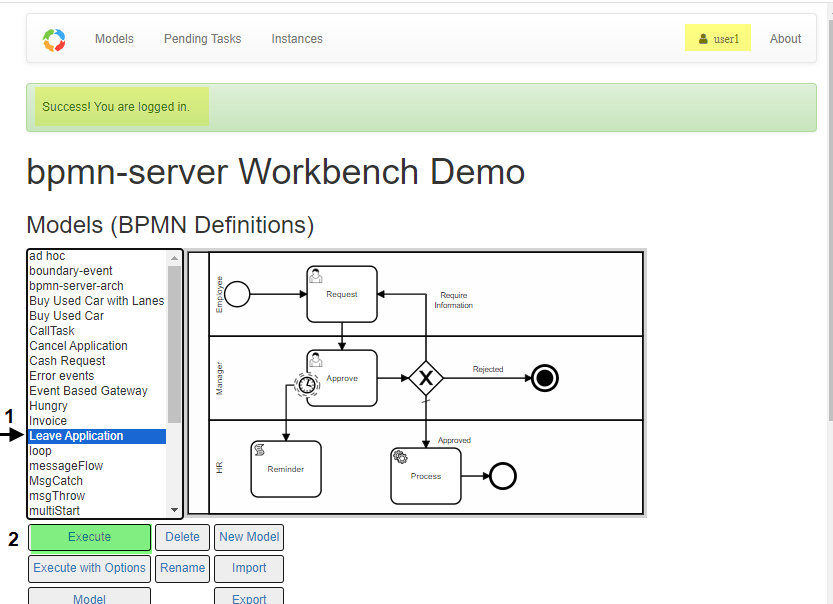 Models Pending Tasks Instances user1 About
Success! You are logged in.
bpmn-server Workbench Demo
Models (BPMN Definitions)
ad hoc
boundary-event
bpmn-server-arch
Buy Used Car with Lanes
Buy Used Car
CallTask
Cancel Application
Cash Request
Error events
Event Based Gateway
Hungry
Invoice
1
Leave Application
loop
messageFlow
MsgCatch
msgThrow
multiStart
Employee
Request
Require
Information
Manager
Approve
X
Rejected
HR
Reminder
Approved
Process
2
Execute Delete New Model
Execute with Options Rename Import
Model Export